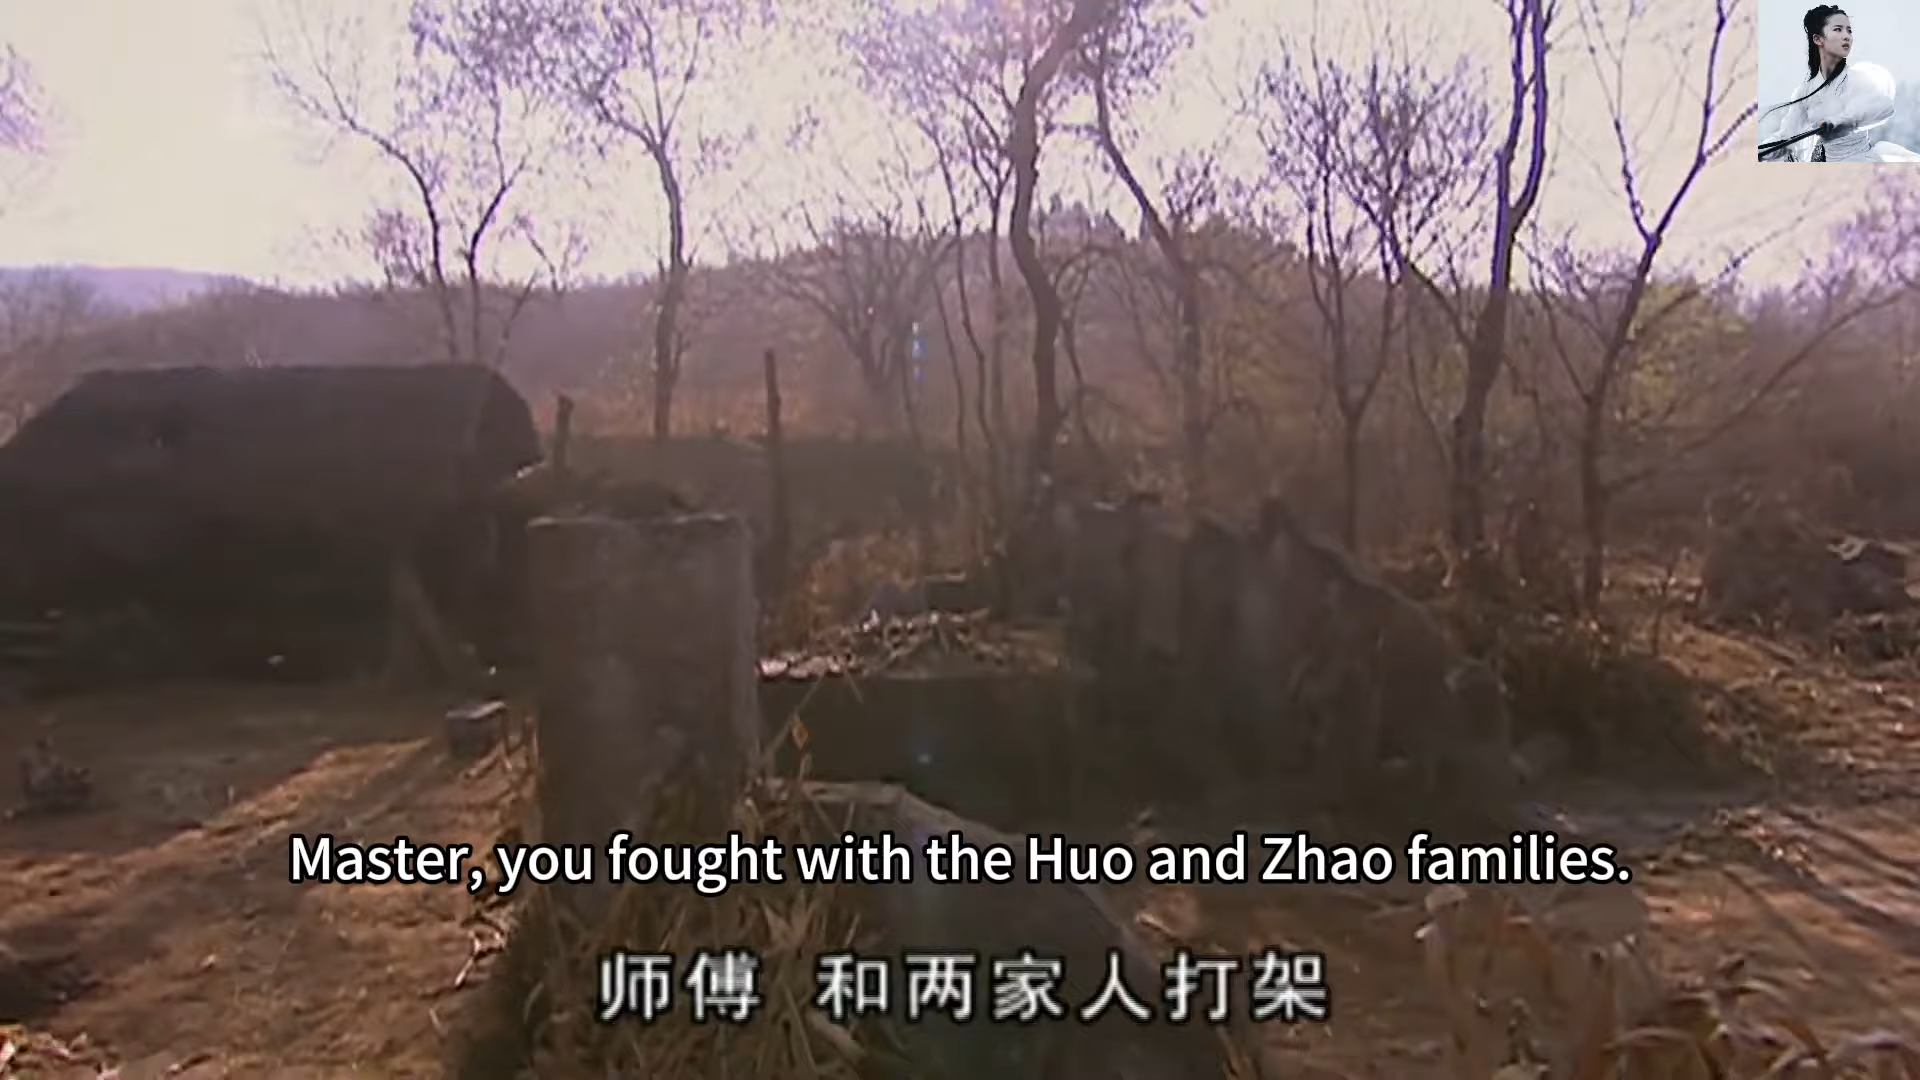 Master, you fought with the Huo and Zhao families.
师傅 和两家人打架